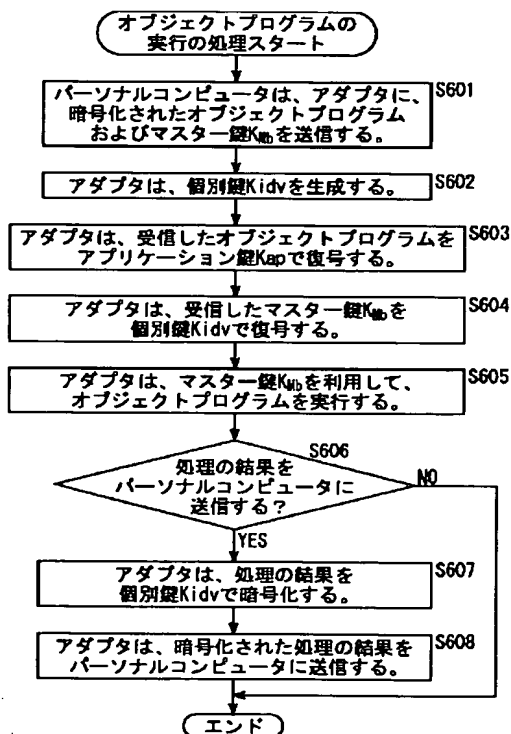 オブジェクトプログラムの
実行の処理スタート
S601
パーソナルコンピュータは、アダプタに、
暗号化されたオブジェクトプログラム
およびマスター鍵KMbを送信する。
S602
アダプタは、個別鍵Kidvを生成する。
S603
アダプタは、受信したオブジェクトプログラムを
アプリケーション鍵Kapで復号する。
S604
アダプタは、受信したマスター鍵KMbを
個別鍵Kidvで復号する。
S605
アダプタは、マスター鍵KMbを利用して、
オブジェクトプログラムを実行する。
S606
処理の結果を
パーソナルコンピュータに
送信する?
NO
YES
S607
アダプタは、処理の結果を
個別鍵Kidvで暗号化する。
S608
アダプタは、暗号化された処理の結果を
パーソナルコンピュータに送信する。
エンド